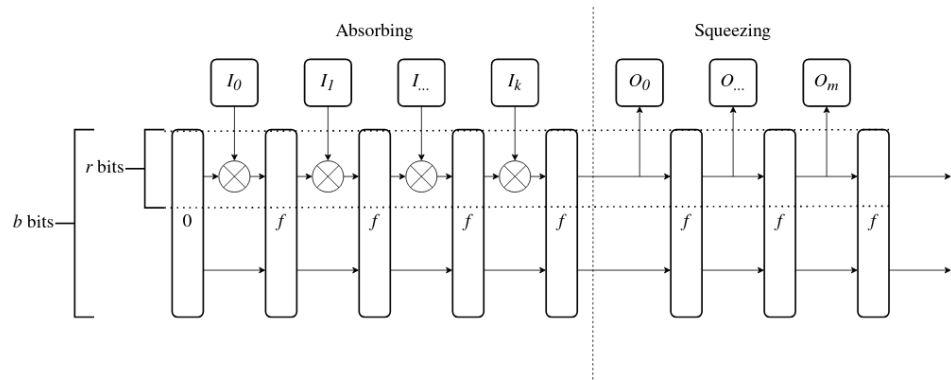 Absorbing Squeezing
I0 I1 I... Ik O0 O... Om
r bits
b bits
0 f f f f f f f